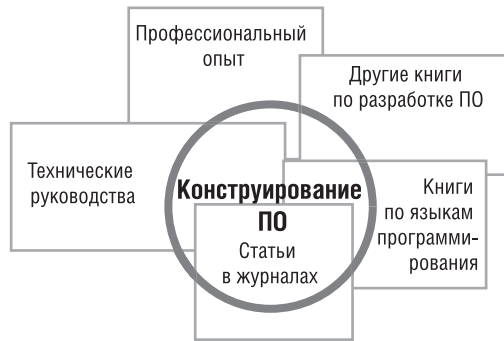 Профессиональный
опыт
Другие книги
по разработке ПО
Технические
руководства
Конструирование
ПО
Статьи
в журналах
Книги
по языкам
программи-
рования